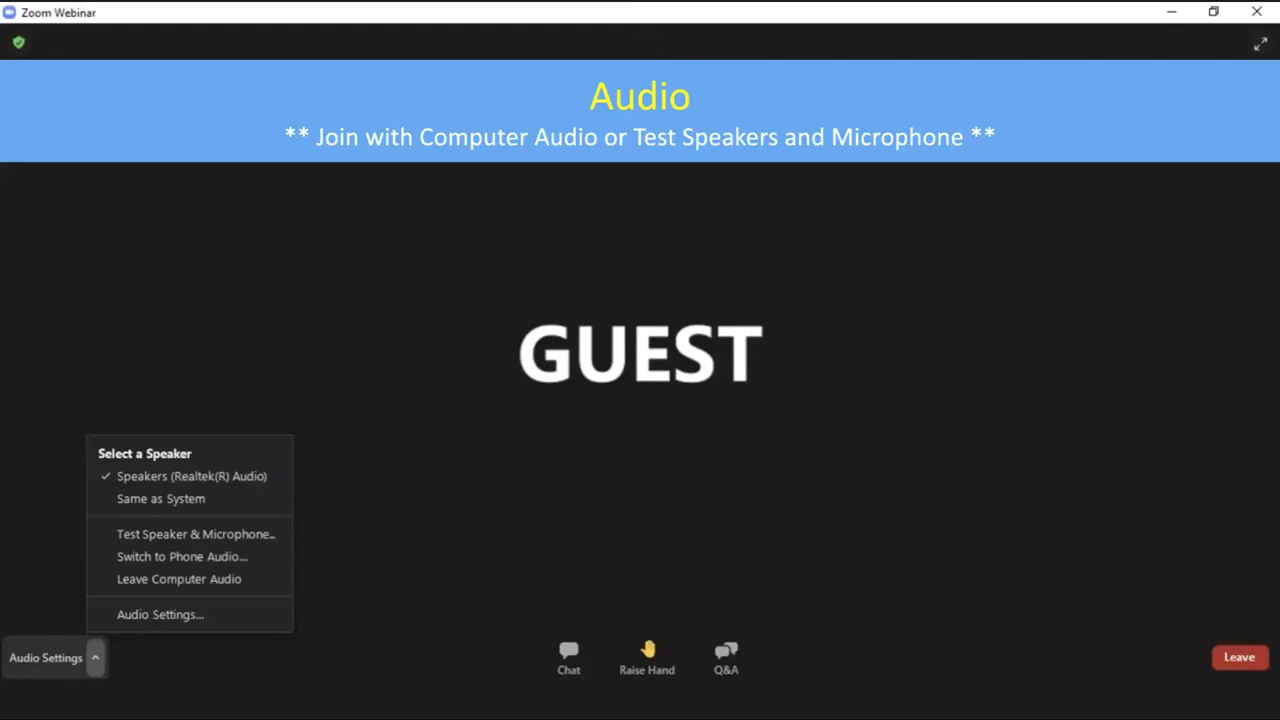 Zoom Webinar
Audio
** Join with Computer Audio or Test Speakers and Microphone **
GUEST
Select a Speaker
Speakers (Realtek(R) Audio)
Same as System
Test Speaker & Microphone...
Switch to Phone Audio...
Leave Computer Audio
Audio Settings...
Audio Settings
Chat
Raise Hand
Q&A
Leave